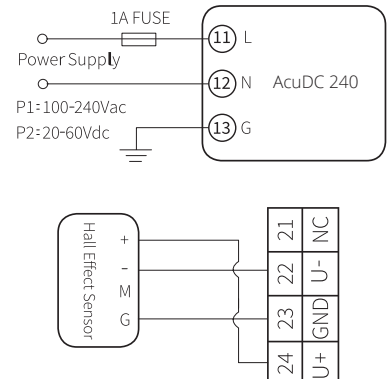 1A FUSE
11 L
Power Supply
12 N AcuDC 240
P1:100-240Vac
P2:20-60Vdc
13 G
Hall Effect Sensor
+
-
M
G
21 NC
22 U-
23 GND
24 U+